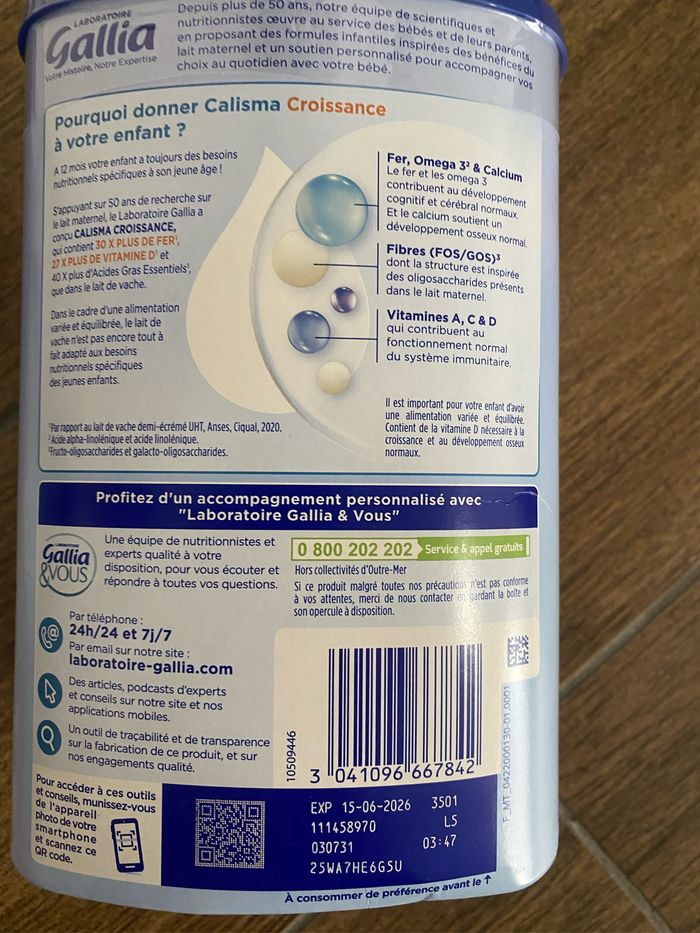 LABORATOIRE
Gallia
Votre Histoire, Notre Expertise
Depuis plus de 50 ans, notre équipe de scientifiques et
nutritionnistes œuvre au service des bébés et de leurs parents,
en proposant des formules infantiles inspirées des bénéfices du
lait maternel et un soutien personnalisé pour accompagner vos
choix au quotidien avec votre bébé.
Pourquoi donner Calisma Croissance
à votre enfant ?
A 12 mois votre enfant a toujours des besoins
nutritionnels spécifiques à son jeune âge !
S'appuyant sur 50 ans de recherche sur
le lait maternel, le Laboratoire Gallia a
conçu CALISMA CROISSANCE,
qui contient 30 X PLUS DE FER¹,
27 X PLUS DE VITAMINE D¹ et
40 X plus d'Acides Gras Essentiels¹,
que dans le lait de vache.
Dans le cadre d'une alimentation
variée et équilibrée, le lait de
vache n'est pas encore tout à
fait adapté aux besoins
nutritionnels spécifiques
des jeunes enfants.
Fer, Omega 3² & Calcium
Le fer et les omega 3
contribuent au développement
cognitif et cérébral normaux.
Et le calcium soutient un
développement osseux normal.
Fibres (FOS/GOS)³
dont la structure est inspirée
des oligosaccharides présents
dans le lait maternel.
Vitamines A, C & D
qui contribuent au
fonctionnement normal
du système immunitaire.
Il est important pour votre enfant d'avoir
une alimentation variée et équilibrée.
Contient de la vitamine D nécessaire à la
croissance et au développement osseux
normaux.
¹Par rapport au lait de vache demi-écrémé UHT, Anses, Ciqual, 2020.
²Acide alpha-linolénique et acide linolénique.
³Fructo-oligosaccharides et galacto-oligosaccharides.
Profitez d'un accompagnement personnalisé avec
"Laboratoire Gallia & Vous"
LABORATOIRE
Gallia
&VOUS
Une équipe de nutritionnistes et
experts qualité à votre
disposition, pour vous écouter et
répondre à toutes vos questions.
0 800 202 202 Service & appel gratuits
Hors collectivités d'Outre-Mer
Si ce produit malgré toutes nos précautions n'est pas conforme
à vos attentes, merci de nous contacter en gardant la boîte et
son opercule à disposition.
Par téléphone :
24h/24 et 7j/7
Par email sur notre site :
laboratoire-gallia.com
Des articles, podcasts d'experts
et conseils sur notre site et nos
applications mobiles.
Un outil de traçabilité et de transparence
sur la fabrication de ce produit, et sur
nos engagements qualité.
Pour accéder à ces outils
et conseils, munissez-vous
de l'appareil
photo de votre
smartphone
et scannez ce
QR code.
10509446
3 041096 667842
F_MT_0422000130-01.0001
EXP 15-06-2026 3501
111458970 L5
030731 03:47
25WA7HE6G5U
À consommer de préférence avant le ↑